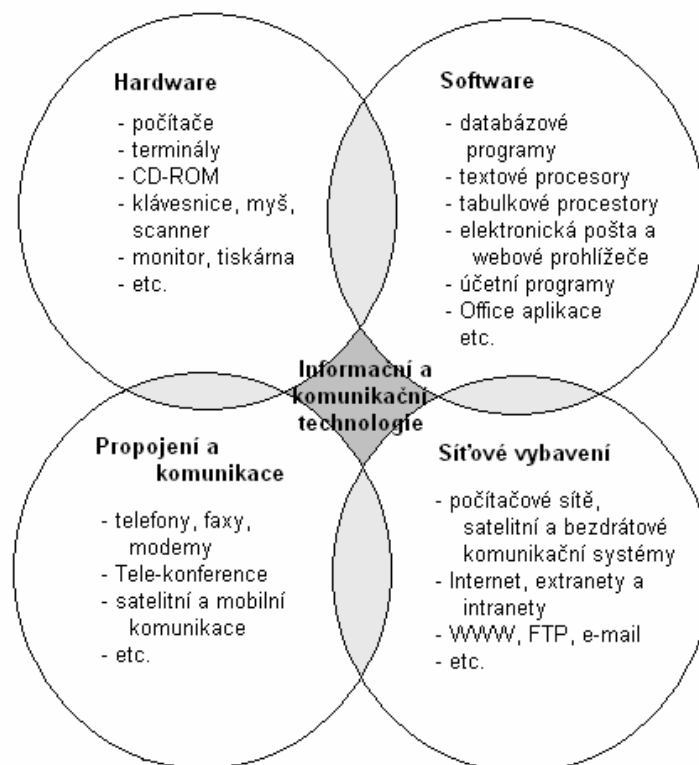 Hardware
- počítače
- terminály
- CD-ROM
- klávesnice, myš,
scanner
- monitor, tiskárna
- etc.
Software
- databázové
programy
- textové procesory
- tabulkové procestory
- elektronická pošta a
webové prohlížeče
- účetní programy
- Office aplikace
etc.
Informační a
komunikační
technologie
Propojení a
komunikace
- telefony, faxy,
modemy
- Tele-konference
- satelitní a mobilní
komunikace
- etc.
Síťové vybavení
- počítačové sítě,
satelitní a bezdrátové
komunikační systémy
- Internet, extranety a
intranety
- WWW, FTP, e-mail
- etc.